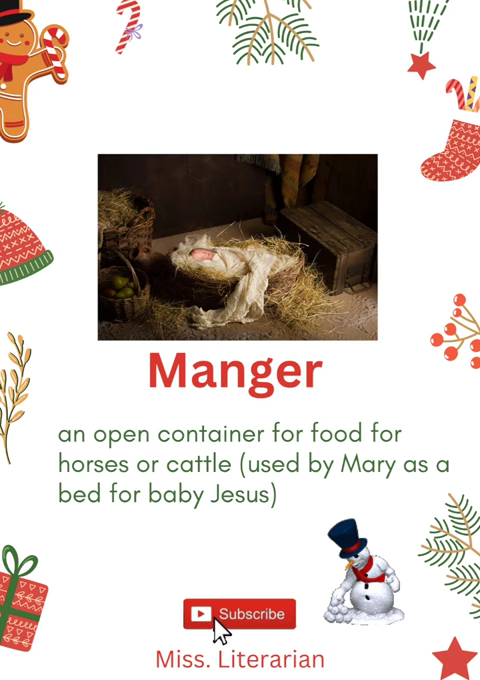 Manger
an open container for food for
horses or cattle (used by Mary as a
bed for baby Jesus)
Subscribe
Miss. Literarian